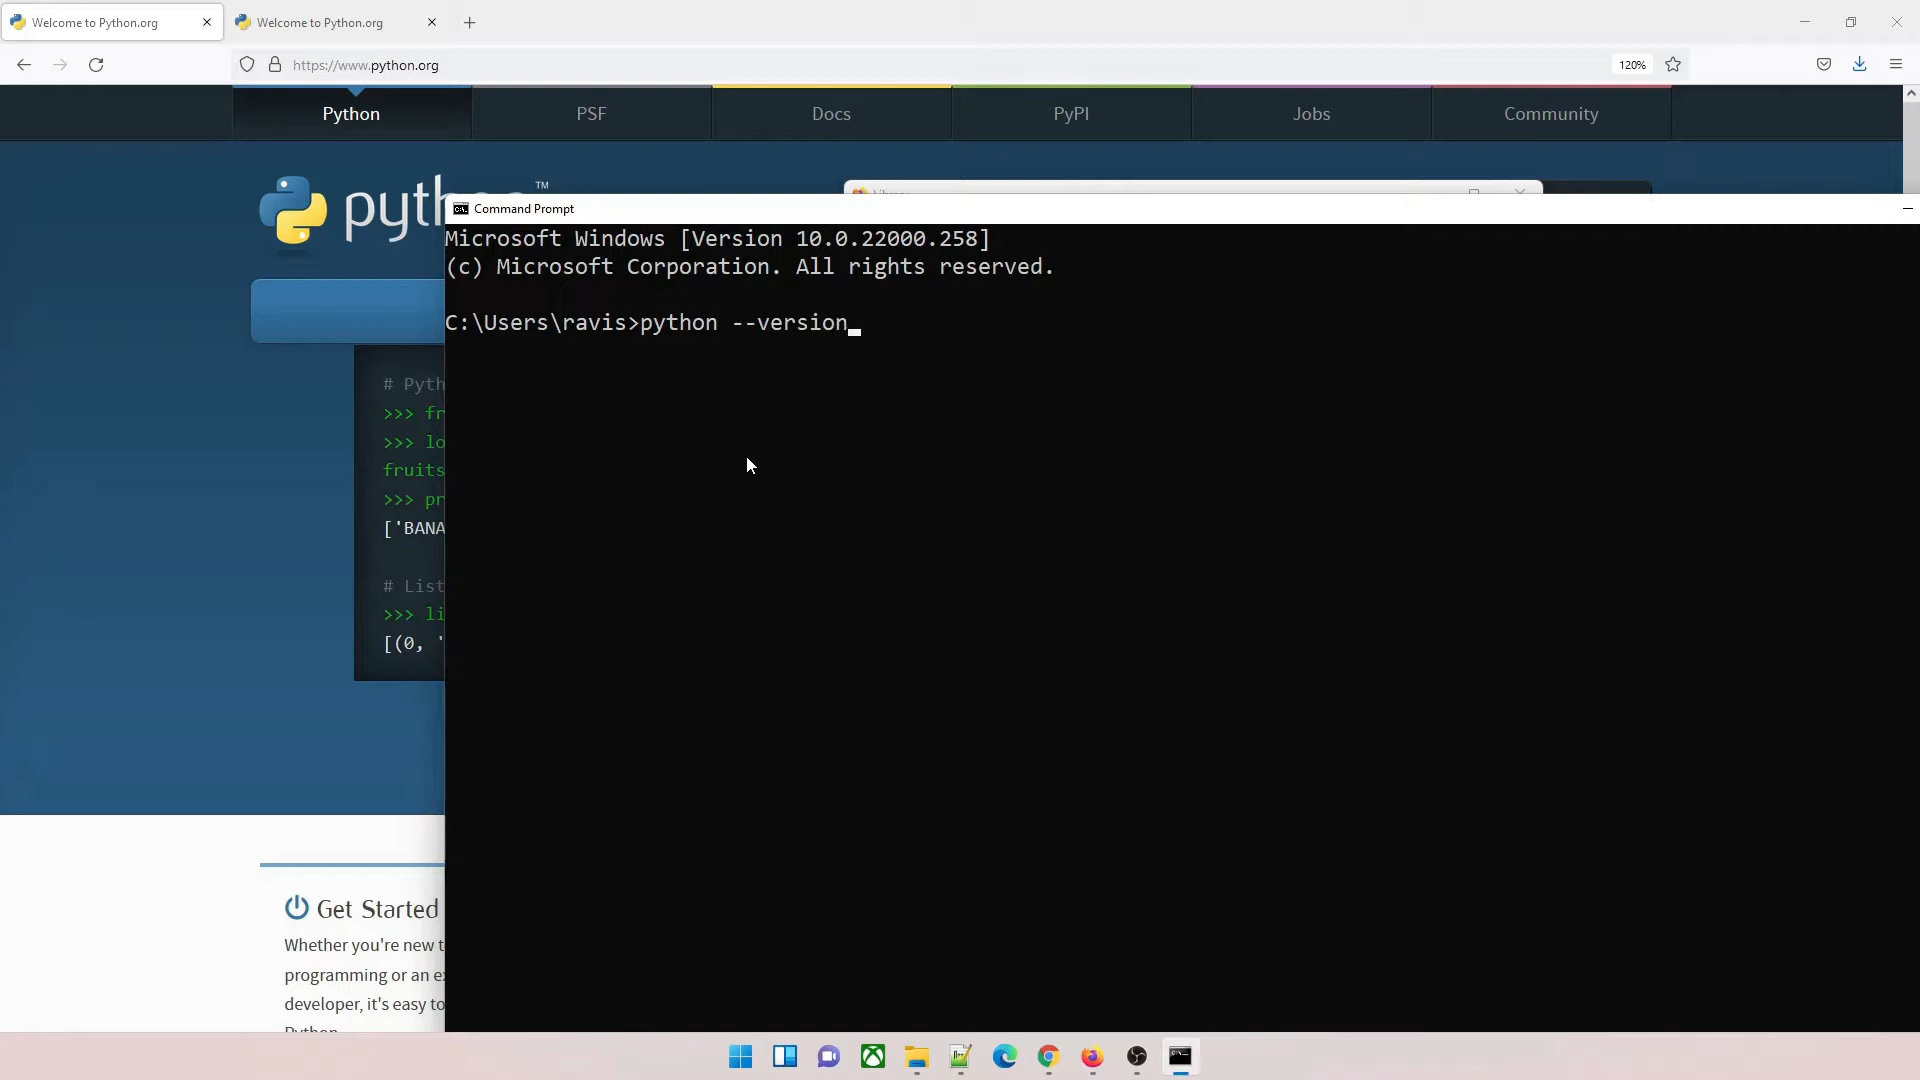 Welcome to Python.org
Welcome to Python.org
https://www.python.org
120%
Python
PSF
Docs
PyPI
Jobs
Community
pyth
TM
Command Prompt
Microsoft Windows [Version 10.0.22000.258]
(c) Microsoft Corporation. All rights reserved.
C:\Users\ravis>python --version
# Pyth
>>> fr
>>> lo
fruits
>>> pr
['BANA
# List
>>> li
[(0, '
Get Started
Whether you're new t
programming or an ex
developer, it's easy to
Python